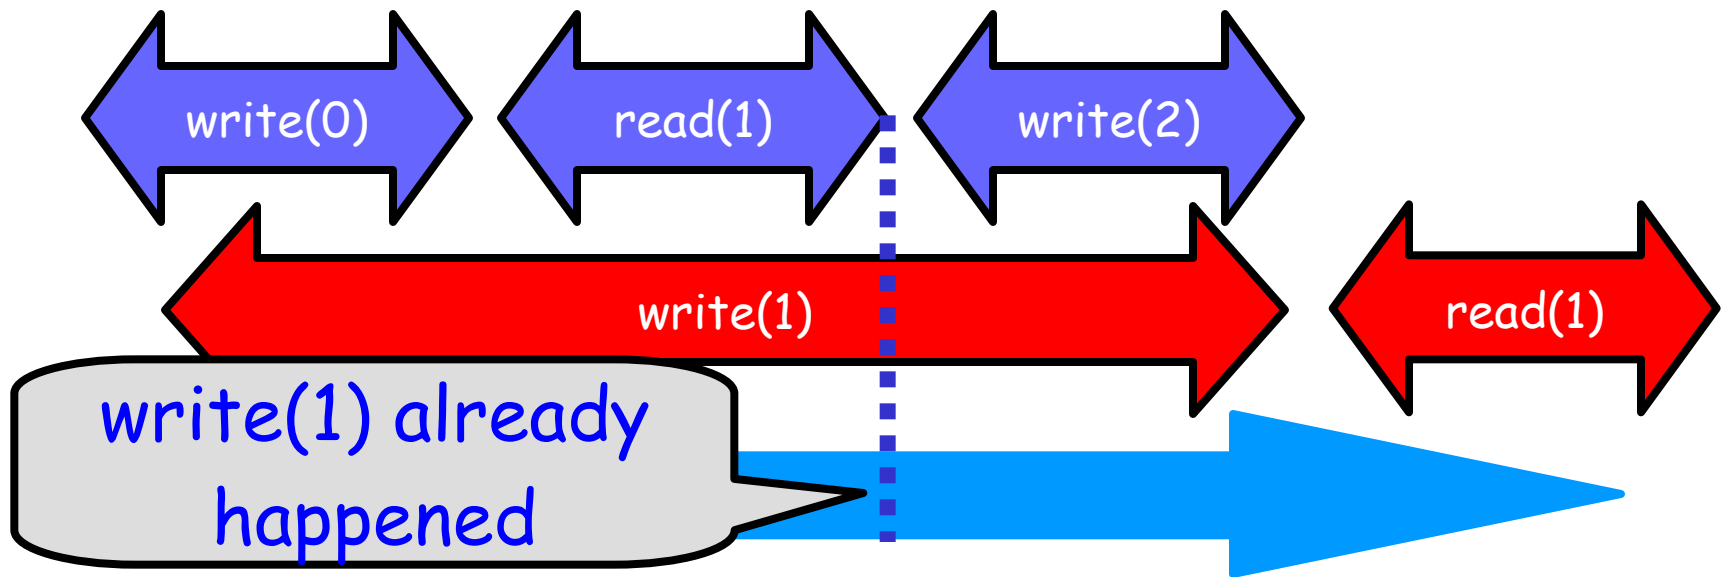 write(0)
read(1)
write(2)
write(1)
read(1)
write(1) already
happened